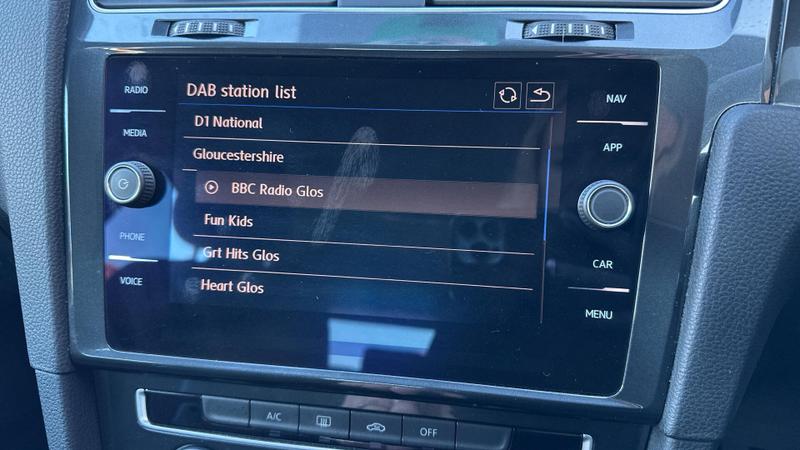 RADIO
MEDIA
PHONE
VOICE
DAB station list
D1 National
Gloucestershire
BBC Radio Glos
Fun Kids
Grt Hits Glos
Heart Glos
NAV
APP
CAR
MENU
A/C
OFF